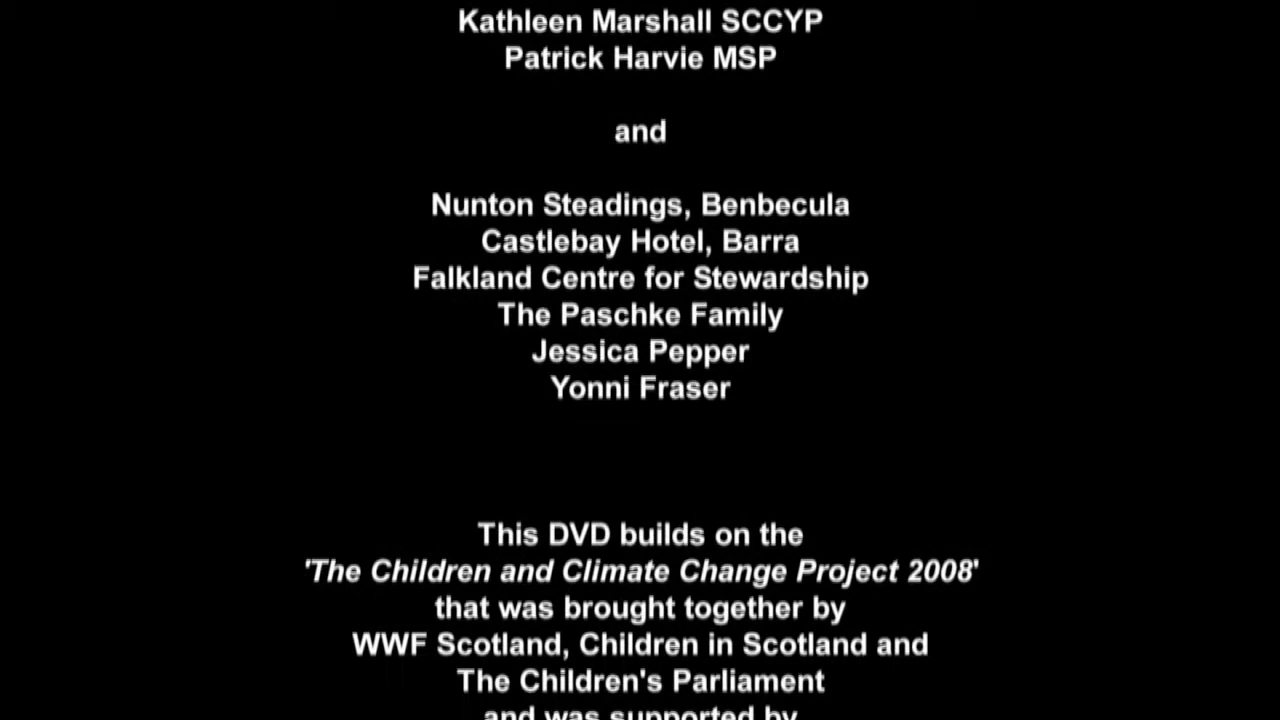 Kathleen Marshall SCCYP
Patrick Harvie MSP
and
Nunton Steadings, Benbecula
Castlebay Hotel, Barra
Falkland Centre for Stewardship
The Paschke Family
Jessica Pepper
Yonni Fraser
This DVD builds on the
'The Children and Climate Change Project 2008'
that was brought together by
WWF Scotland, Children in Scotland and
The Children's Parliament
and was supported by